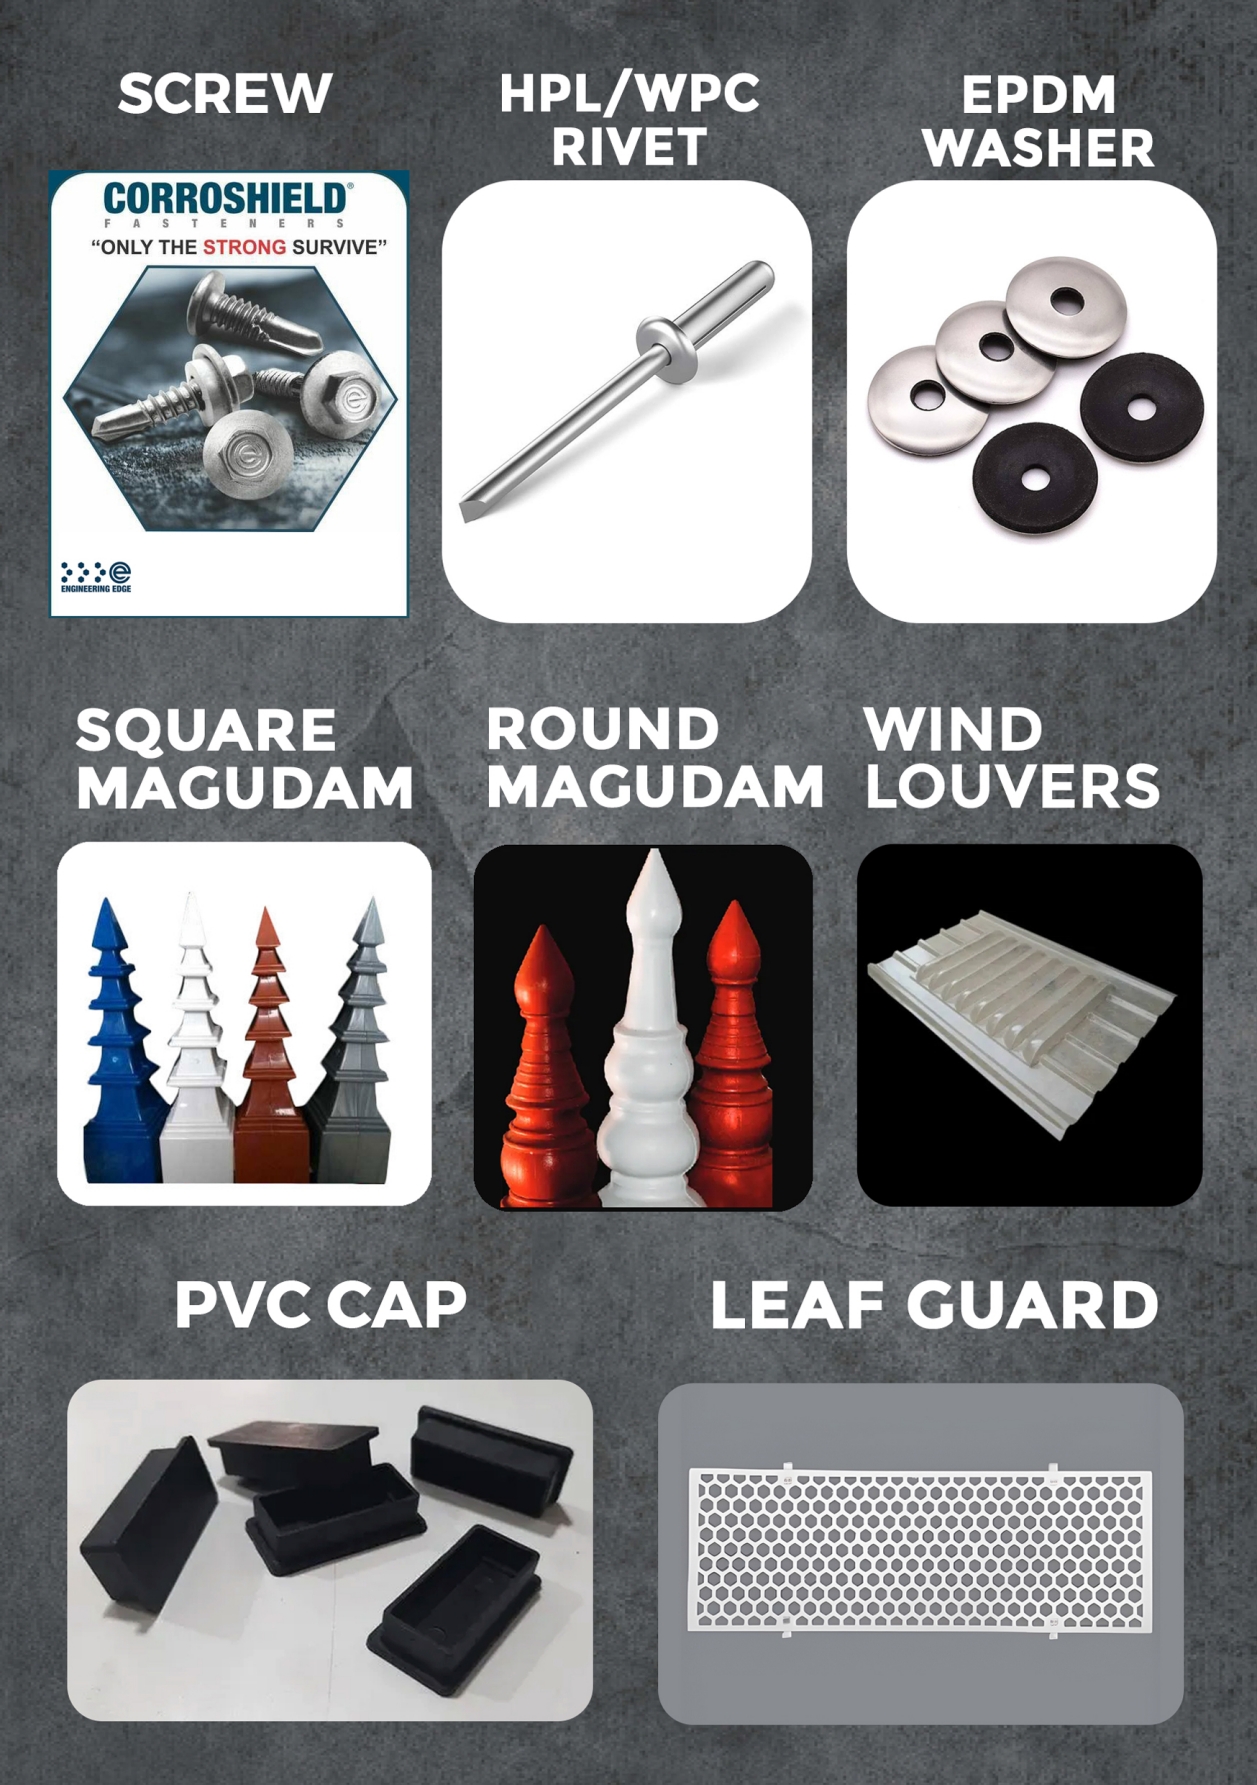 SCREW
HPL/WPC
RIVET
EPDM
WASHER
CORROSHIELD®
FASTENERS
“ONLY THE STRONG SURVIVE”
ENGINEERING EDGE
SQUARE
MAGUDAM
ROUND
MAGUDAM
WIND
LOUVERS
PVC CAP
LEAF GUARD